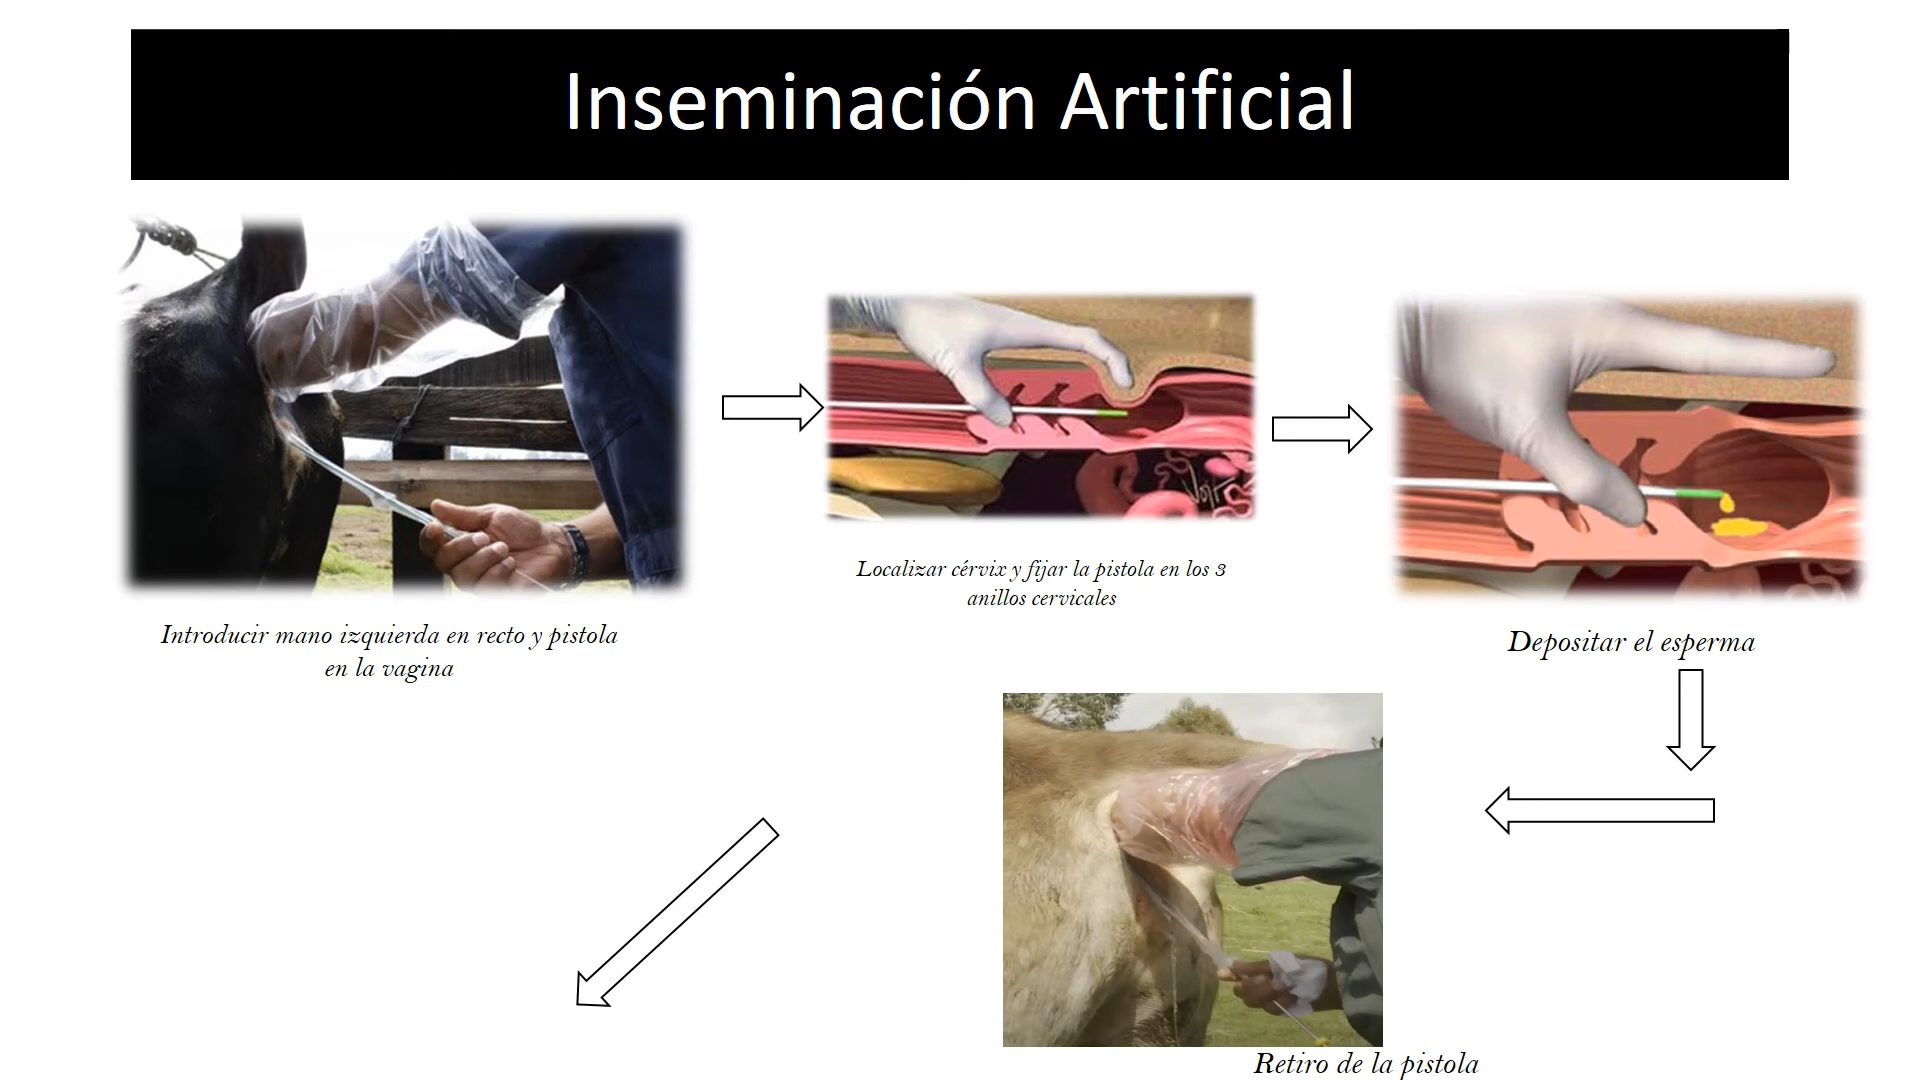 Inseminación Artificial
Introducir mano izquierda en recto y pistola
en la vagina
Localizar cérvix y fijar la pistola en los 3
anillos cervicales
Depositar el esperma
Retiro de la pistola